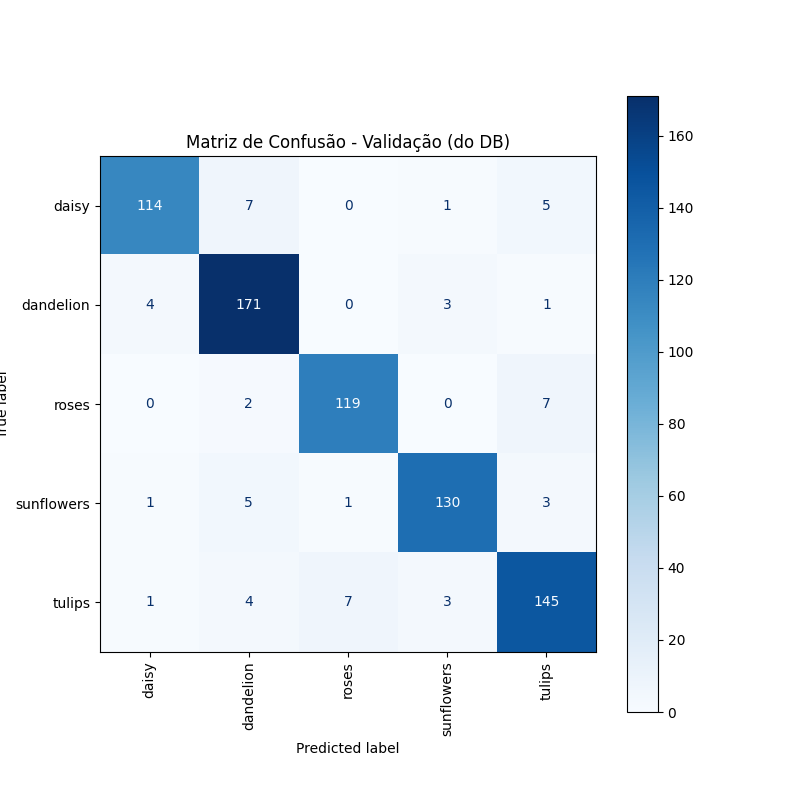 Matriz de Confusão - Validação (do DB)
daisy 114 7 0 1 5
dandelion 4 171 0 3 1
roses 0 2 119 0 7
sunflowers 1 5 1 130 3
tulips 1 4 7 3 145
daisy dandelion roses sunflowers tulips
Predicted label
True label
160
140
120
100
80
60
40
20
0